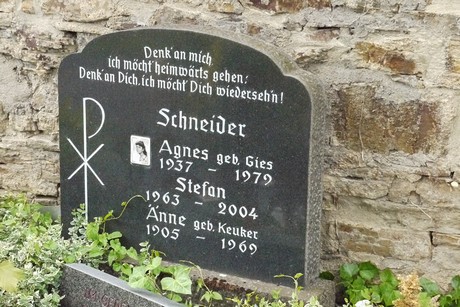 Denk'an mich,
ich möcht'heimwärts gehen;
Denk'an Dich, ich möcht'Dich wiederseh'n!
Schneider
Agnes geb. Gies
1937 - 1979
Stefan
1963 - 2004
Änne geb. Keuker
1905 - 1969